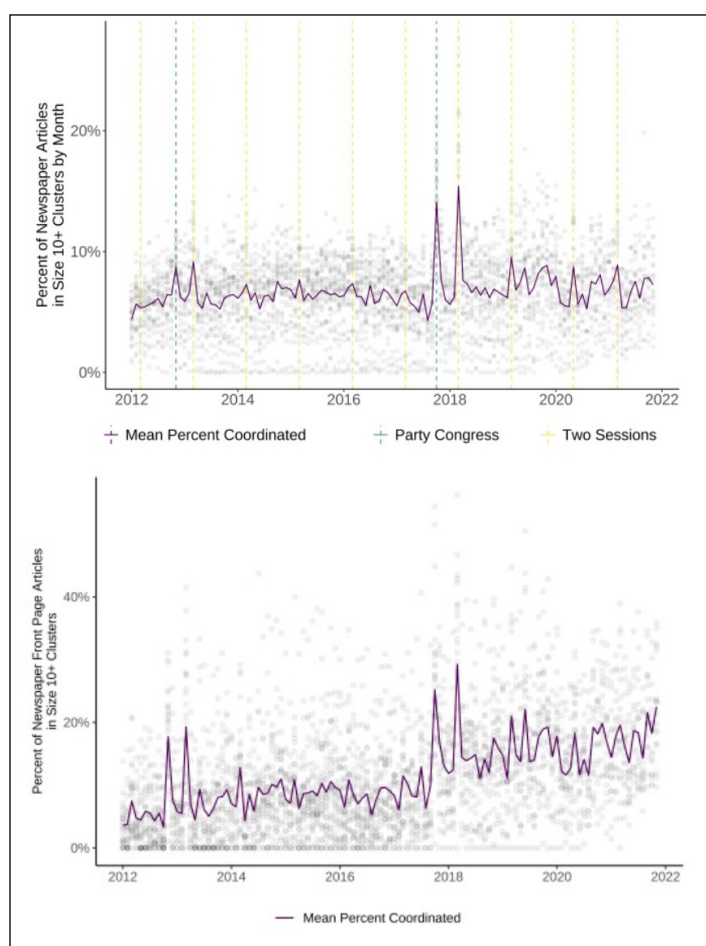 Percent of Newspaper Articles
in Size 10+ Clusters by Month
20%
10%
0%
2012 2014 2016 2018 2020 2022
Mean Percent Coordinated Party Congress Two Sessions
Percent of Newspaper Front Page Articles
in Size 10+ Clusters
40%
20%
0%
2012 2014 2016 2018 2020 2022
Mean Percent Coordinated